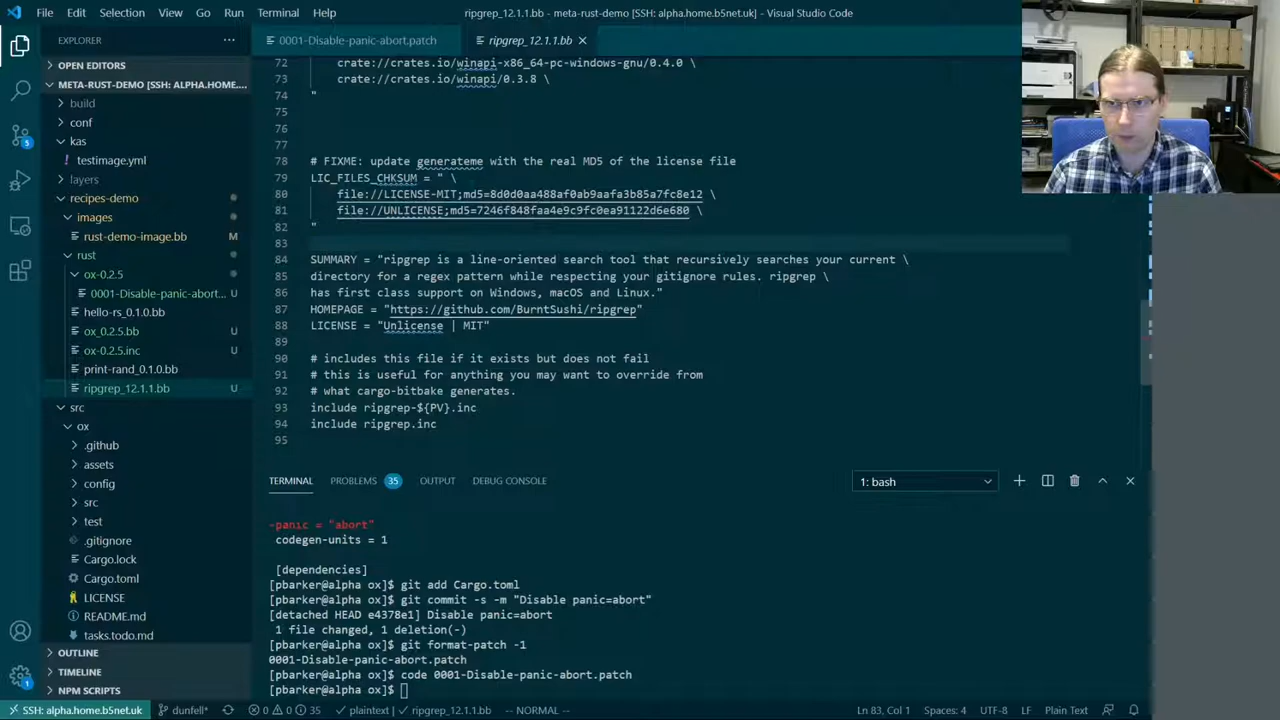 File Edit Selection View Go Run Terminal Help
ripgrep_12.1.1.bb - meta-rust-demo [SSH: alpha.home.b5net.uk] - Visual Studio Code
EXPLORER
OPEN EDITORS
META-RUST-DEMO [SSH: ALPHA.HOME....
build
conf
kas
testimage.yml
layers
recipes-demo
images
rust-demo-image.bb M
rust
ox-0.2.5
0001-Disable-panic-abort... U
hello-rs_0.1.0.bb
ox_0.2.5.bb U
ox-0.2.5.inc U
print-rand_0.1.0.bb
ripgrep_12.1.1.bb U
src
ox
.github
assets
config
src
test
.gitignore
Cargo.lock
Cargo.toml
LICENSE
README.md
tasks.todo.md
OUTLINE
TIMELINE
NPM SCRIPTS
5
1
0001-Disable-panic-abort.patch
ripgrep_12.1.1.bb
72 crate://crates.io/winapi-x86_64-pc-windows-gnu/0.4.0 \
73 crate://crates.io/winapi/0.3.8 \
74 "
75
76
77
78 # FIXME: update generateme with the real MD5 of the license file
79 LIC_FILES_CHKSUM = " \
80 file://LICENSE-MIT;md5=8d0d0aa488af0ab9aafa3b85a7fc8e12 \
81 file://UNLICENSE;md5=7246f848faa4e9c9fc0ea91122d6e680 \
82 "
83
84 SUMMARY = "ripgrep is a line-oriented search tool that recursively searches your current \
85 directory for a regex pattern while respecting your gitignore rules. ripgrep \
86 has first class support on Windows, macOS and Linux."
87 HOMEPAGE = "https://github.com/BurntSushi/ripgrep"
88 LICENSE = "Unlicense | MIT"
89
90 # includes this file if it exists but does not fail
91 # this is useful for anything you may want to override from
92 # what cargo-bitbake generates.
93 include ripgrep-${PV}.inc
94 include ripgrep.inc
95
TERMINAL PROBLEMS 35 OUTPUT DEBUG CONSOLE
1: bash
-panic = "abort"
codegen-units = 1
[dependencies]
[pbarker@alpha ox]$ git add Cargo.toml
[pbarker@alpha ox]$ git commit -s -m "Disable panic=abort"
[detached HEAD e4378e1] Disable panic=abort
1 file changed, 1 deletion(-)
[pbarker@alpha ox]$ git format-patch -1
0001-Disable-panic-abort.patch
[pbarker@alpha ox]$ code 0001-Disable-panic-abort.patch
[pbarker@alpha ox]$
SSH: alpha.home.b5net.uk dunfell* 0 0 35 plaintext ripgrep_12.1.1.bb -- NORMAL -- Ln 83, Col 1 Spaces: 4 UTF-8 LF Plain Text